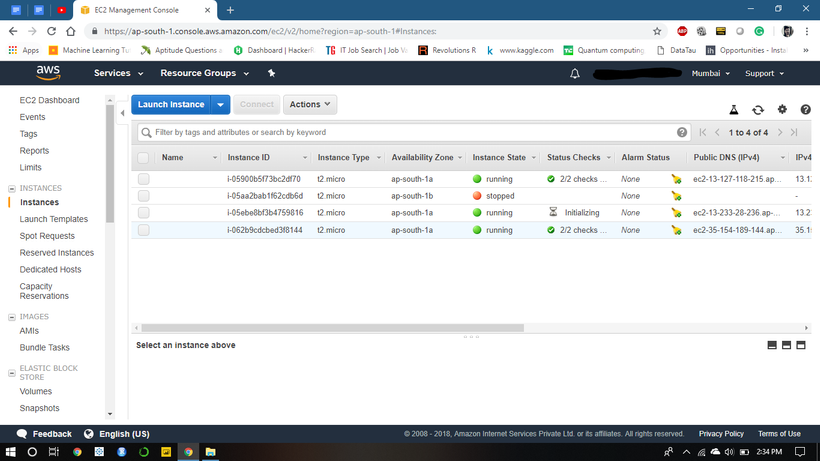 EC2 Management Console
https://ap-south-1.console.aws.amazon.com/ec2/v2/home?region=ap-south-1#Instances:
Apps Machine Learning Tu Aptitude Questions a Dashboard | HackerR IT Job Search | Job Va Revolutions R www.kaggle.com Quantum computing DataTau Opportunities - Insta
aws Services Resource Groups Mumbai Support
EC2 Dashboard
Events
Tags
Reports
Limits
INSTANCES
Instances
Launch Templates
Spot Requests
Reserved Instances
Dedicated Hosts
Capacity
Reservations
IMAGES
AMIs
Bundle Tasks
ELASTIC BLOCK
STORE
Volumes
Snapshots
Launch Instance Connect Actions
Filter by tags and attributes or search by keyword 1 to 4 of 4
Name Instance ID Instance Type Availability Zone Instance State Status Checks Alarm Status Public DNS (IPv4) IPv4
i-05900b5f73bc2df70 t2.micro ap-south-1a running 2/2 checks ... None ec2-13-127-118-215.ap... 13.12
i-05aa2bab1f62cdb6d t2.micro ap-south-1b stopped None -
i-05ebe8bf3b4759816 t2.micro ap-south-1a running Initializing None ec2-13-233-28-236.ap-... 13.23
i-062b9cdcbed3f8144 t2.micro ap-south-1a running 2/2 checks ... None ec2-35-154-189-144.ap... 35.15
Select an instance above
Feedback English (US) © 2008 - 2018, Amazon Internet Services Private Ltd. or its affiliates. All rights reserved. Privacy Policy Terms of Use
2:34 PM